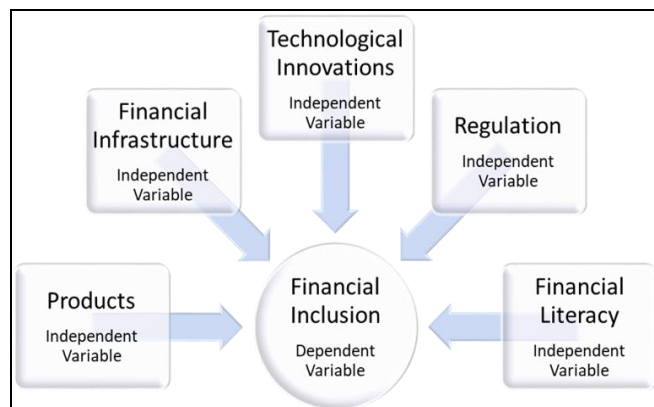 Technological
Innovations
Independent
Variable
Financial
Infrastructure
Independent
Variable
Regulation
Independent
Variable
Products
Independent
Variable
Financial
Inclusion
Dependent
Variable
Financial
Literacy
Independent
Variable